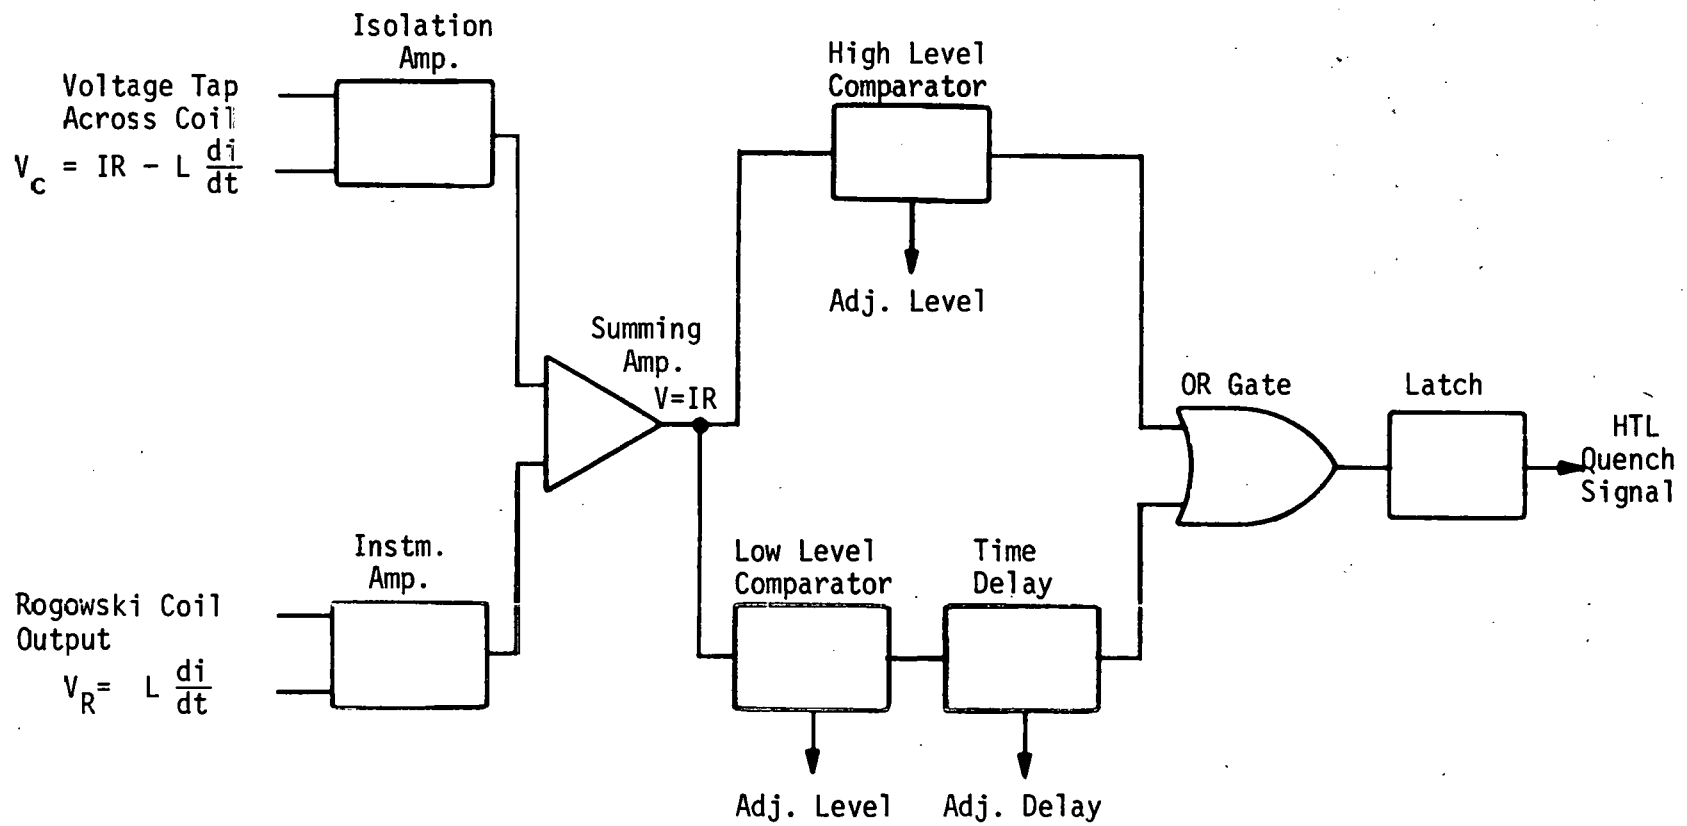 Isolation
Amp.
Voltage Tap
Across Coil
V_c = IR - L di/dt
High Level
Comparator
Adj. Level
Summing
Amp.
V=IR
OR Gate
Latch
HTL
Quench
Signal
Instm.
Amp.
Rogowski Coil
Output
V_R= L di/dt
Low Level
Comparator
Time
Delay
Adj. Level
Adj. Delay